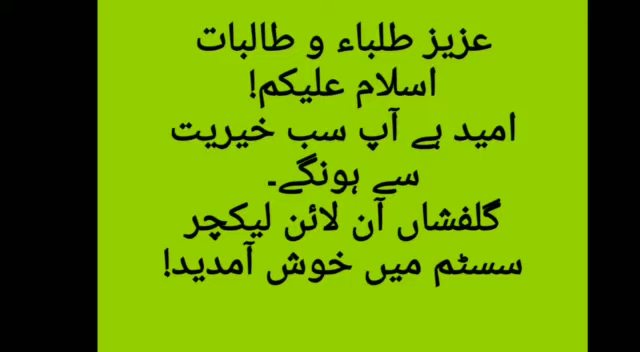 عزیز طلباء و طالبات
اسلام علیکم!
امید ہے آپ سب خیریت
سے ہونگے۔
گلفشاں آن لائن لیکچر
سسٹم میں خوش آمدید!